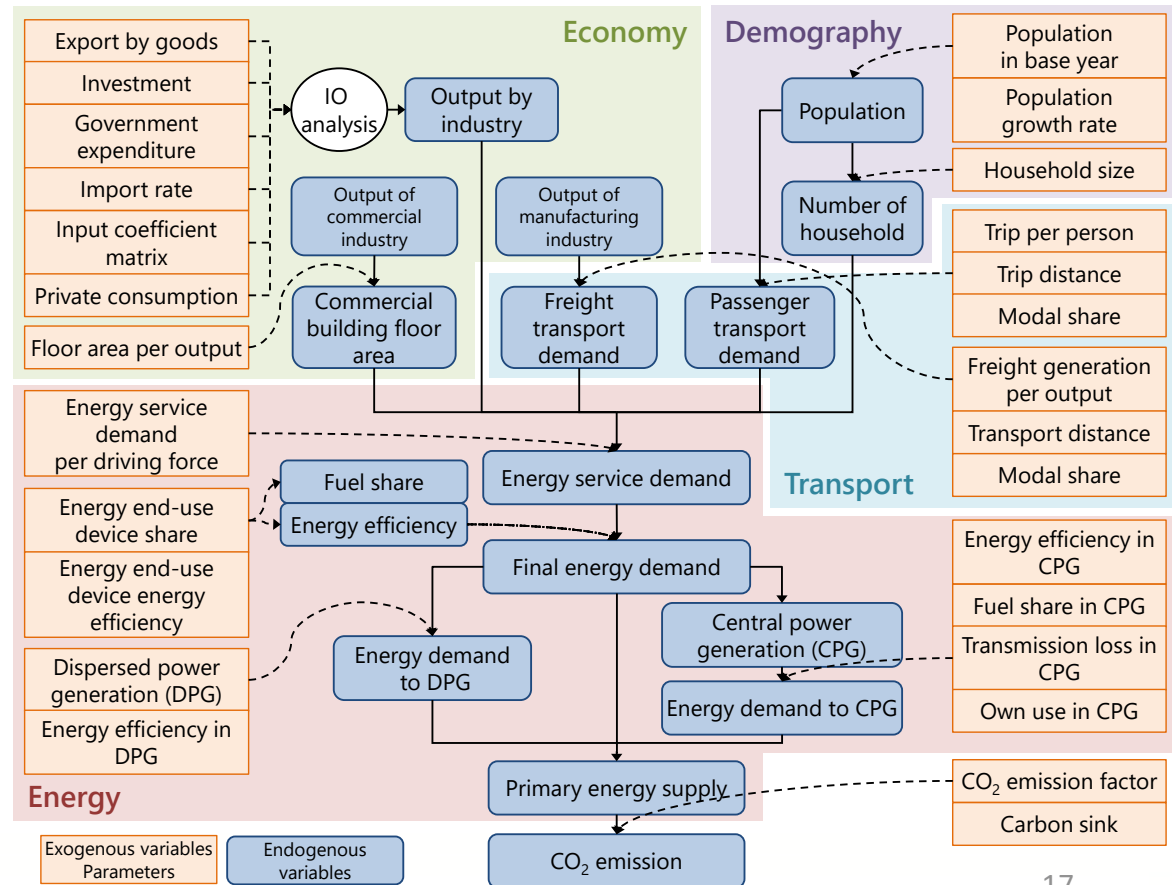 Economy
Demography
Export by goods
Investment
Government
expenditure
Import rate
Input coefficient
matrix
Private consumption
Floor area per output
IO
analysis
Output by
industry
Output of
commercial
industry
Output of
manufacturing
industry
Commercial
building floor
area
Freight
transport
demand
Passenger
transport
demand
Population
Number of
household
Population
in base year
Population
growth rate
Household size
Trip per person
Trip distance
Modal share
Freight generation
per output
Transport distance
Modal share
Transport
Energy service
demand
per driving force
Energy end-use
device share
Energy end-use
device energy
efficiency
Dispersed power
generation (DPG)
Energy efficiency in
DPG
Fuel share
Energy efficiency
Energy service demand
Final energy demand
Energy demand
to DPG
Central power
generation (CPG)
Energy demand to CPG
Energy efficiency in
CPG
Fuel share in CPG
Transmission loss in
CPG
Own use in CPG
Energy
Primary energy supply
CO₂ emission
CO₂ emission factor
Carbon sink
Exogenous variables
Parameters
Endogenous
variables
17